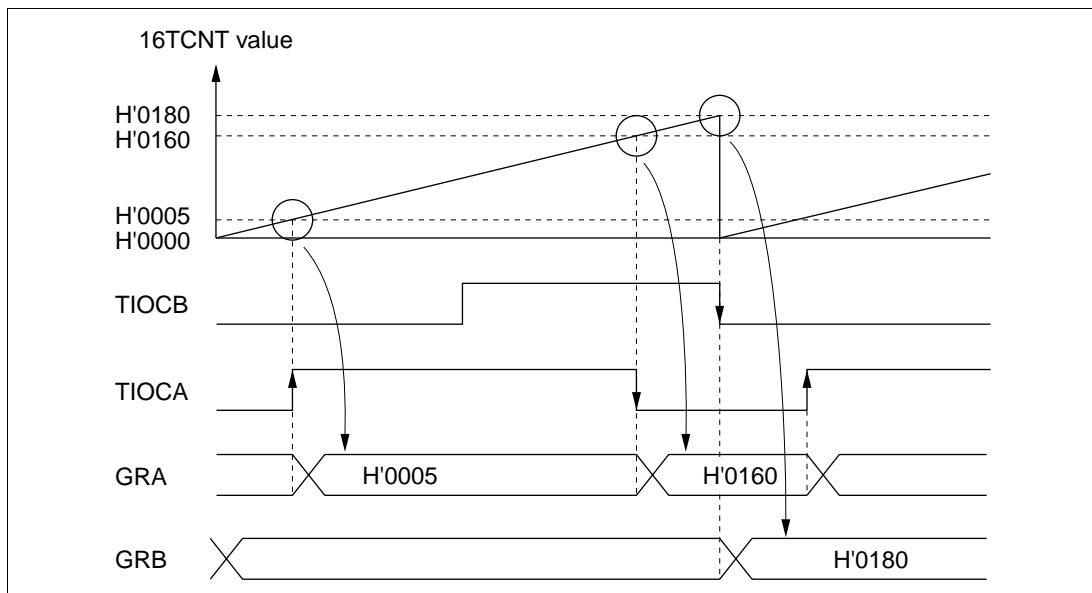 16TCNT value
H'0180
H'0160
H'0005
H'0000
TIOCB
TIOCA
GRA H'0005 H'0160
GRB H'0180